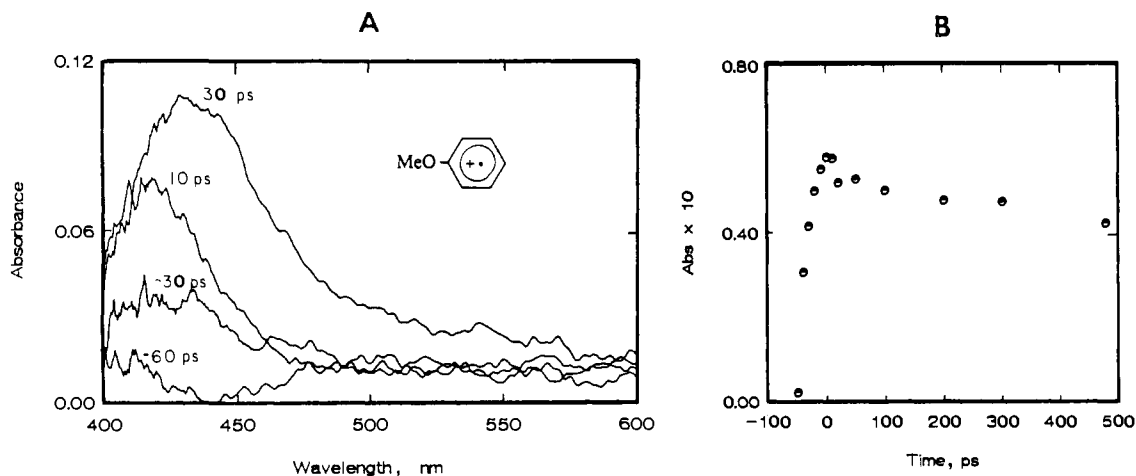 A
B
0.12
0.06
0.00
Absorbance
30 ps
10 ps
-30 ps
-60 ps
MeO
+•
400
450
500
550
600
Wavelength, nm
0.80
0.40
0.00
Abs × 10
-100
0
100
200
300
400
500
Time, ps